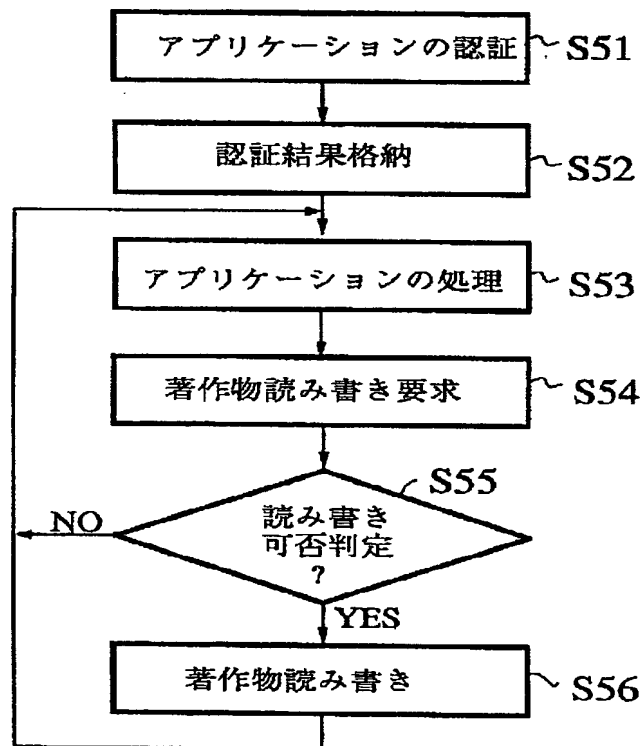 アプリケーションの認証 S51
認証結果格納 S52
アプリケーションの処理 S53
著作物読み書き要求 S54
S55
読み書き
可否判定
?
NO
YES
著作物読み書き S56